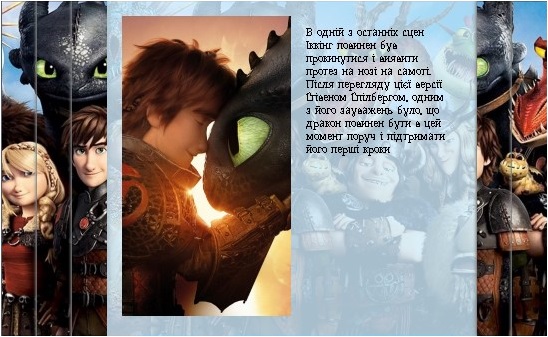 В одній з останніх сцен
Іккінг повинен був
прокинутися і виявити
протез на нозі на самоті.
Після перегляду цієї версії
Стівеном Спілбергом, одним
з його зауважень було, що
дракон повинен бути в цей
момент поруч і підтримати
його перші кроки